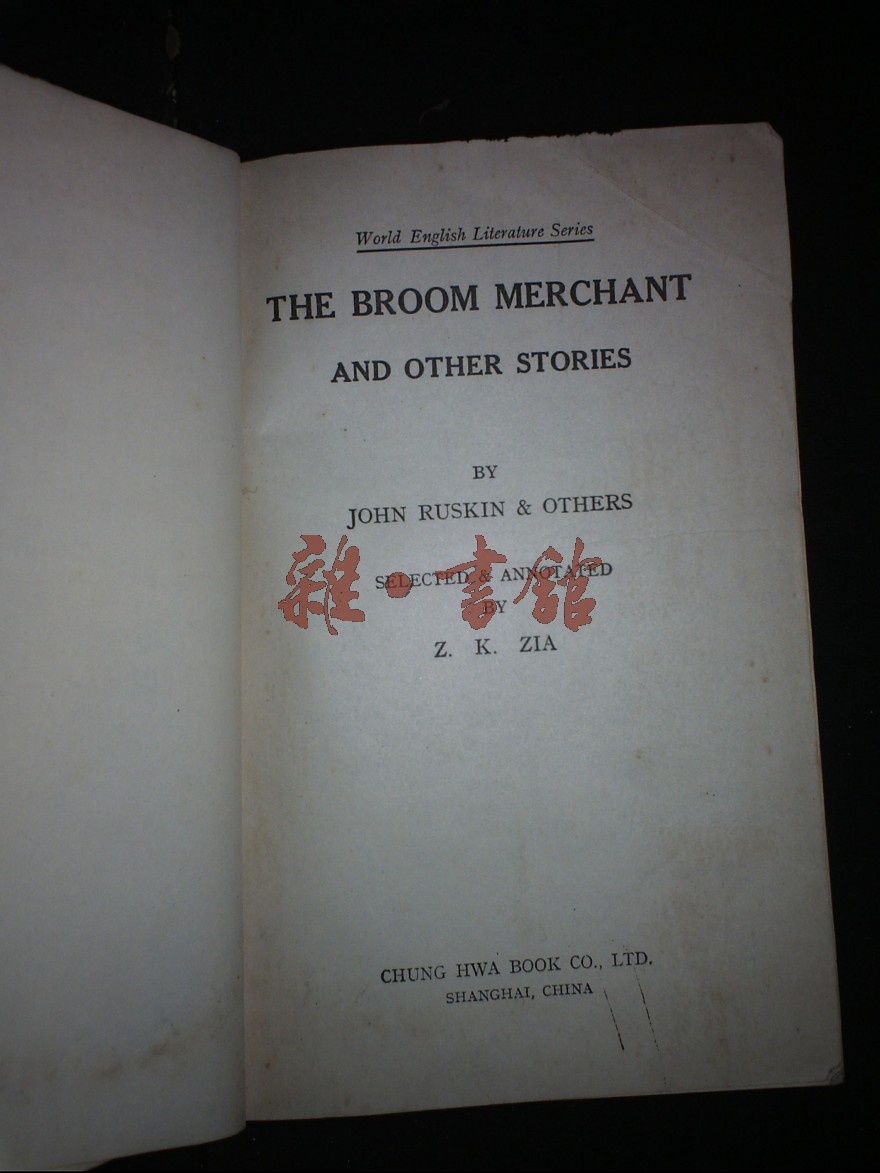 World English Literature Series
THE BROOM MERCHANT
AND OTHER STORIES
BY
JOHN RUSKIN & OTHERS
SELECTED & ANNOTATED
BY
雜·書館
Z. K. ZIA
CHUNG HWA BOOK CO., LTD.
SHANGHAI, CHINA